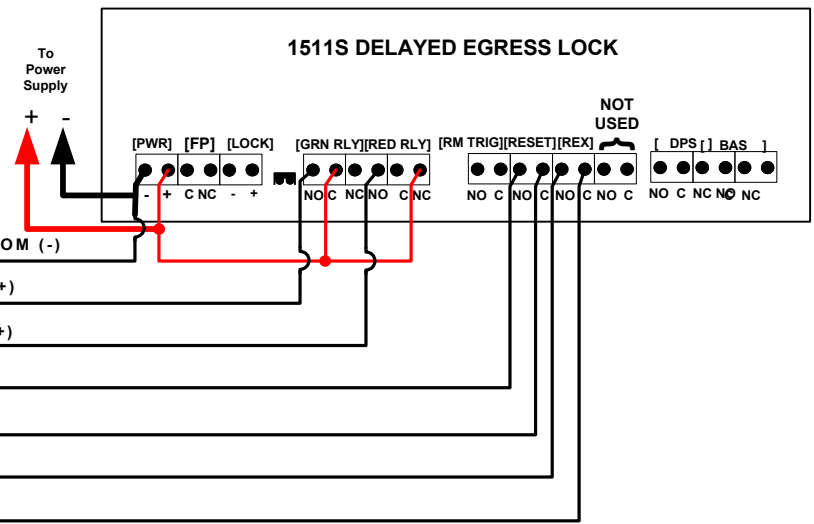 1511S DELAYED EGRESS LOCK
To
Power
Supply
+ -
NOT
USED
[PWR] [FP] [LOCK] [GRN RLY][RED RLY] [RM TRIG][RESET][REX] [ DPS [ ] BAS ]
- + C NC - + NO C NC NO C NC NO C NO C NO C NO C NO C NC NO C NC
OM (-)
+)
+)